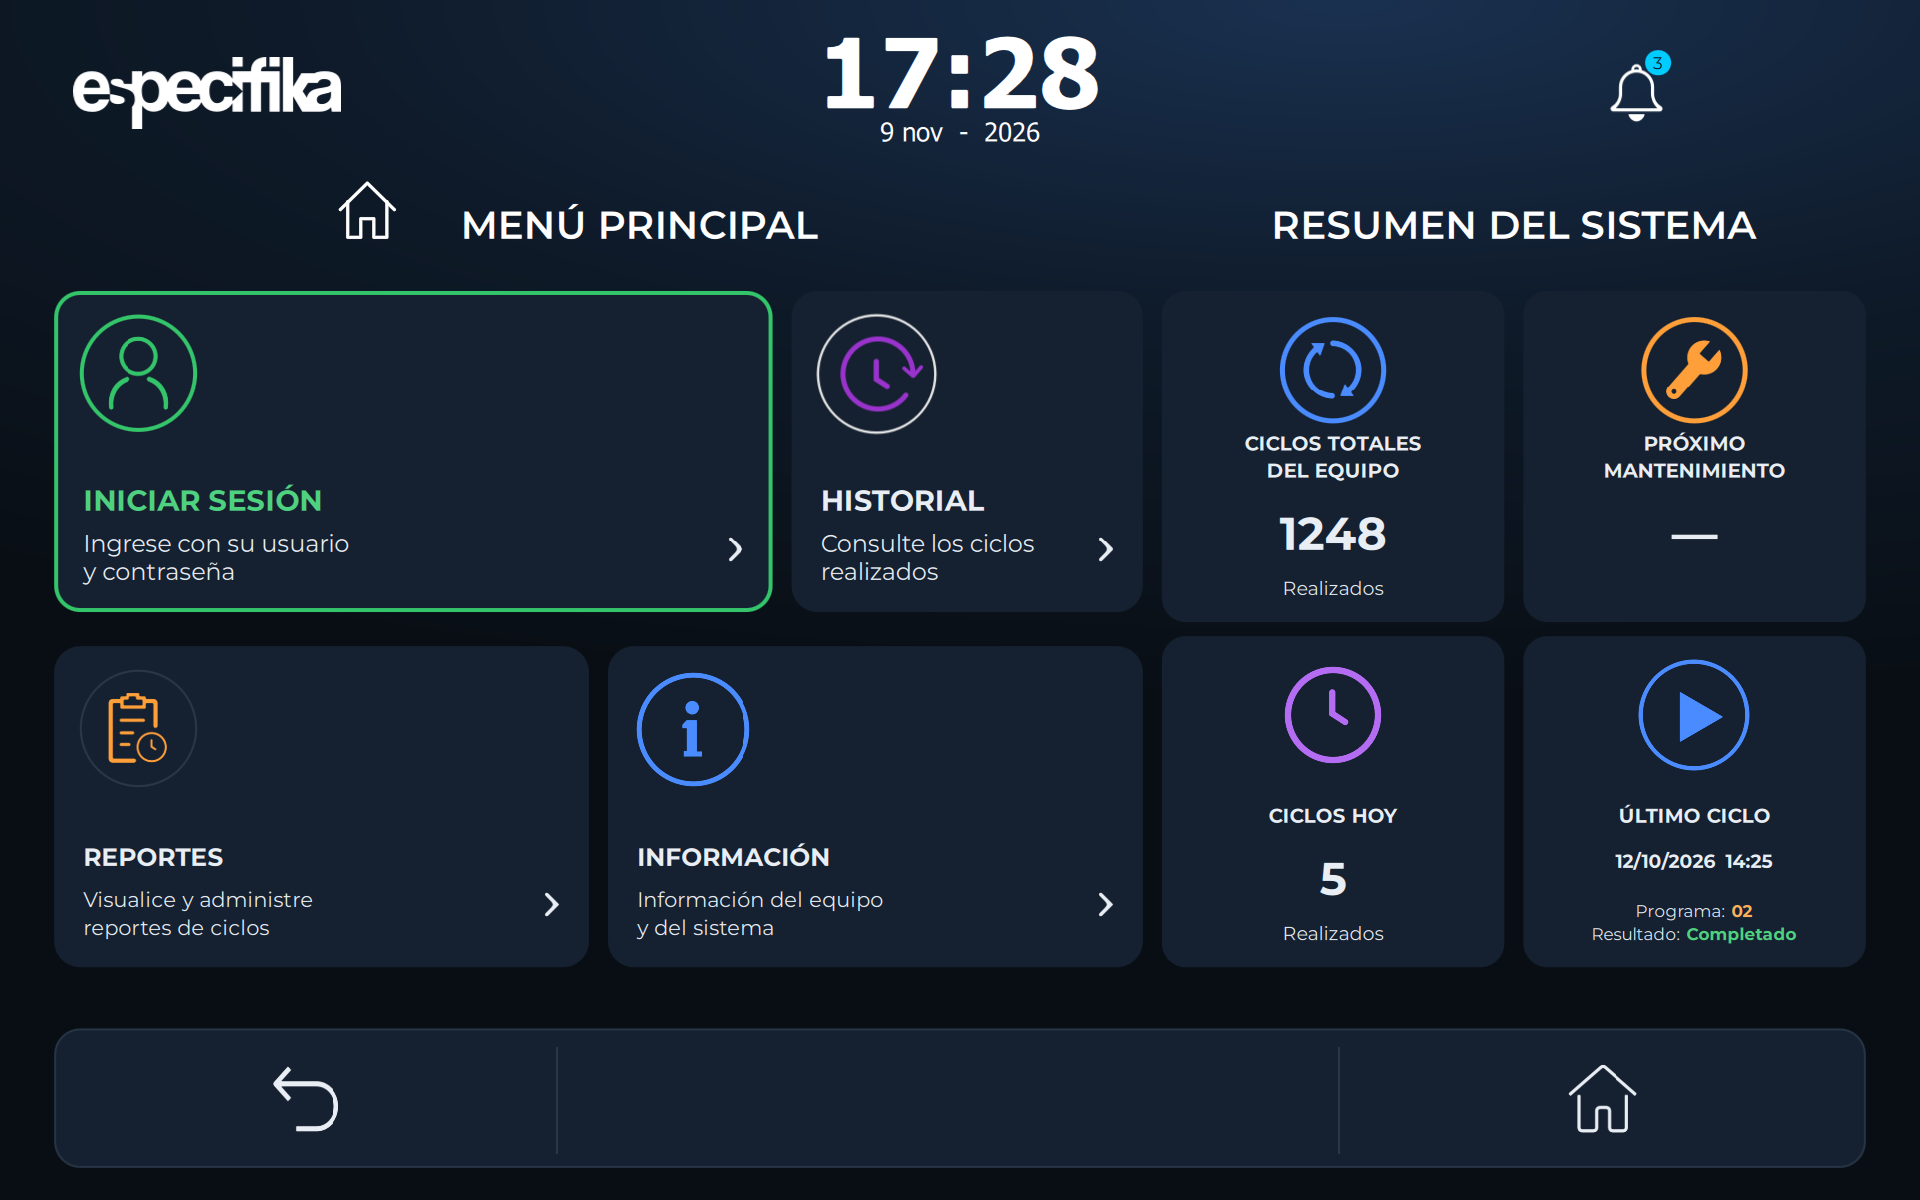 especifika
17:28
9 nov - 2026
3
MENÚ PRINCIPAL
RESUMEN DEL SISTEMA
INICIAR SESIÓN
Ingrese con su usuario
y contraseña
HISTORIAL
Consulte los ciclos
realizados
CICLOS TOTALES
DEL EQUIPO
1248
Realizados
PRÓXIMO
MANTENIMIENTO
—
REPORTES
Visualice y administre
reportes de ciclos
INFORMACIÓN
Información del equipo
y del sistema
CICLOS HOY
5
Realizados
ÚLTIMO CICLO
12/10/2026 14:25
Programa: 02
Resultado: Completado